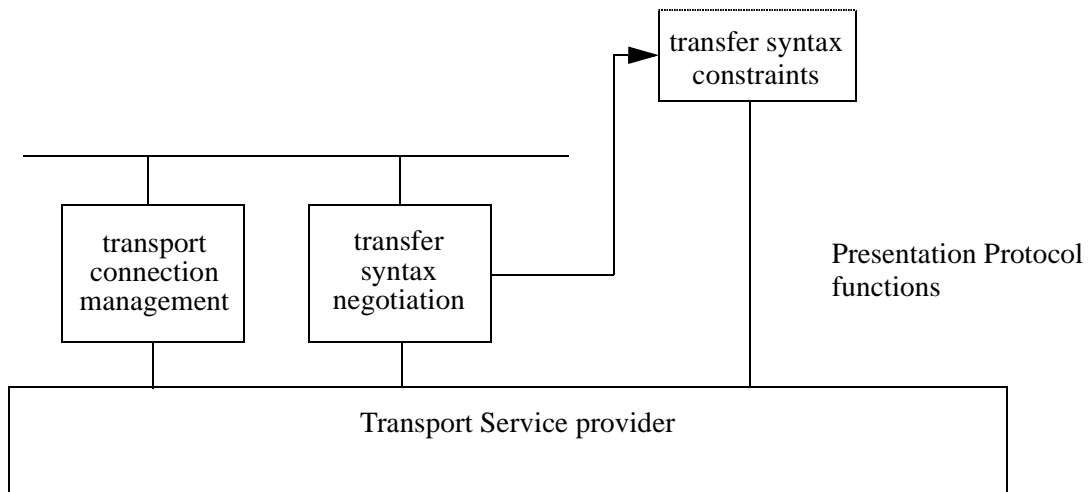 transfer syntax
constraints
transport
connection
management
transfer
syntax
negotiation
Presentation Protocol
functions
Transport Service provider